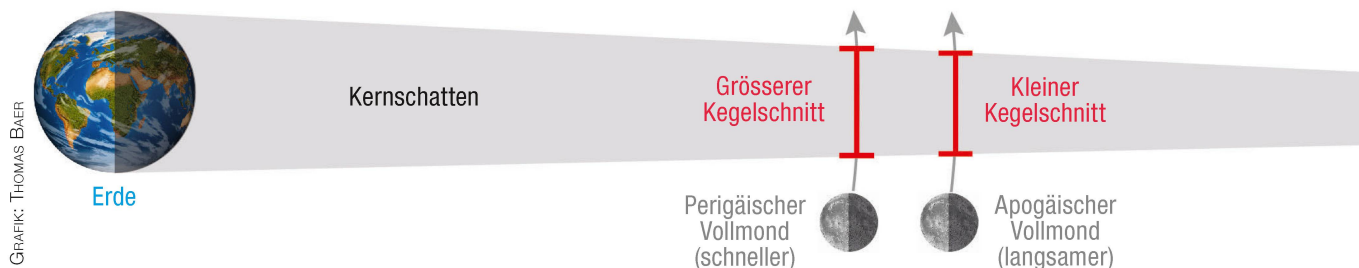 GRAFIK: THOMAS BAER
Erde
Kernschatten
Grösserer
Kegelschnitt
Kleiner
Kegelschnitt
Perigäischer
Vollmond
(schneller)
Apogäischer
Vollmond
(langsamer)